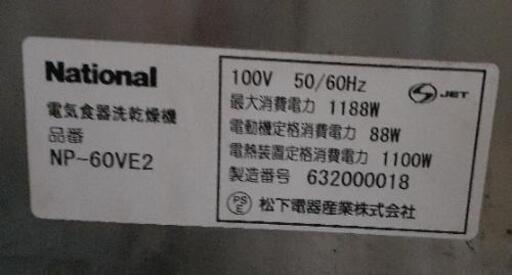 National
電気食器洗乾燥機
品番
NP-60VE2
100V 50/60Hz
最大消費電力 1188W
電動機定格消費電力 88W
電熱装置定格消費電力 1100W
製造番号 632000018
PS E 松下電器産業株式会社
JET